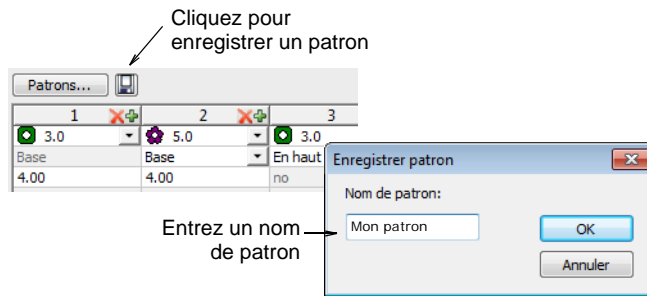 Cliquez pour
enregistrer un patron
Patrons...
1 2 3
3.0 5.0 3.0
Base Base En haut
4.00 4.00 no
Enregistrer patron
Nom de patron:
Entrez un nom
de patron
Mon patron
OK
Annuler